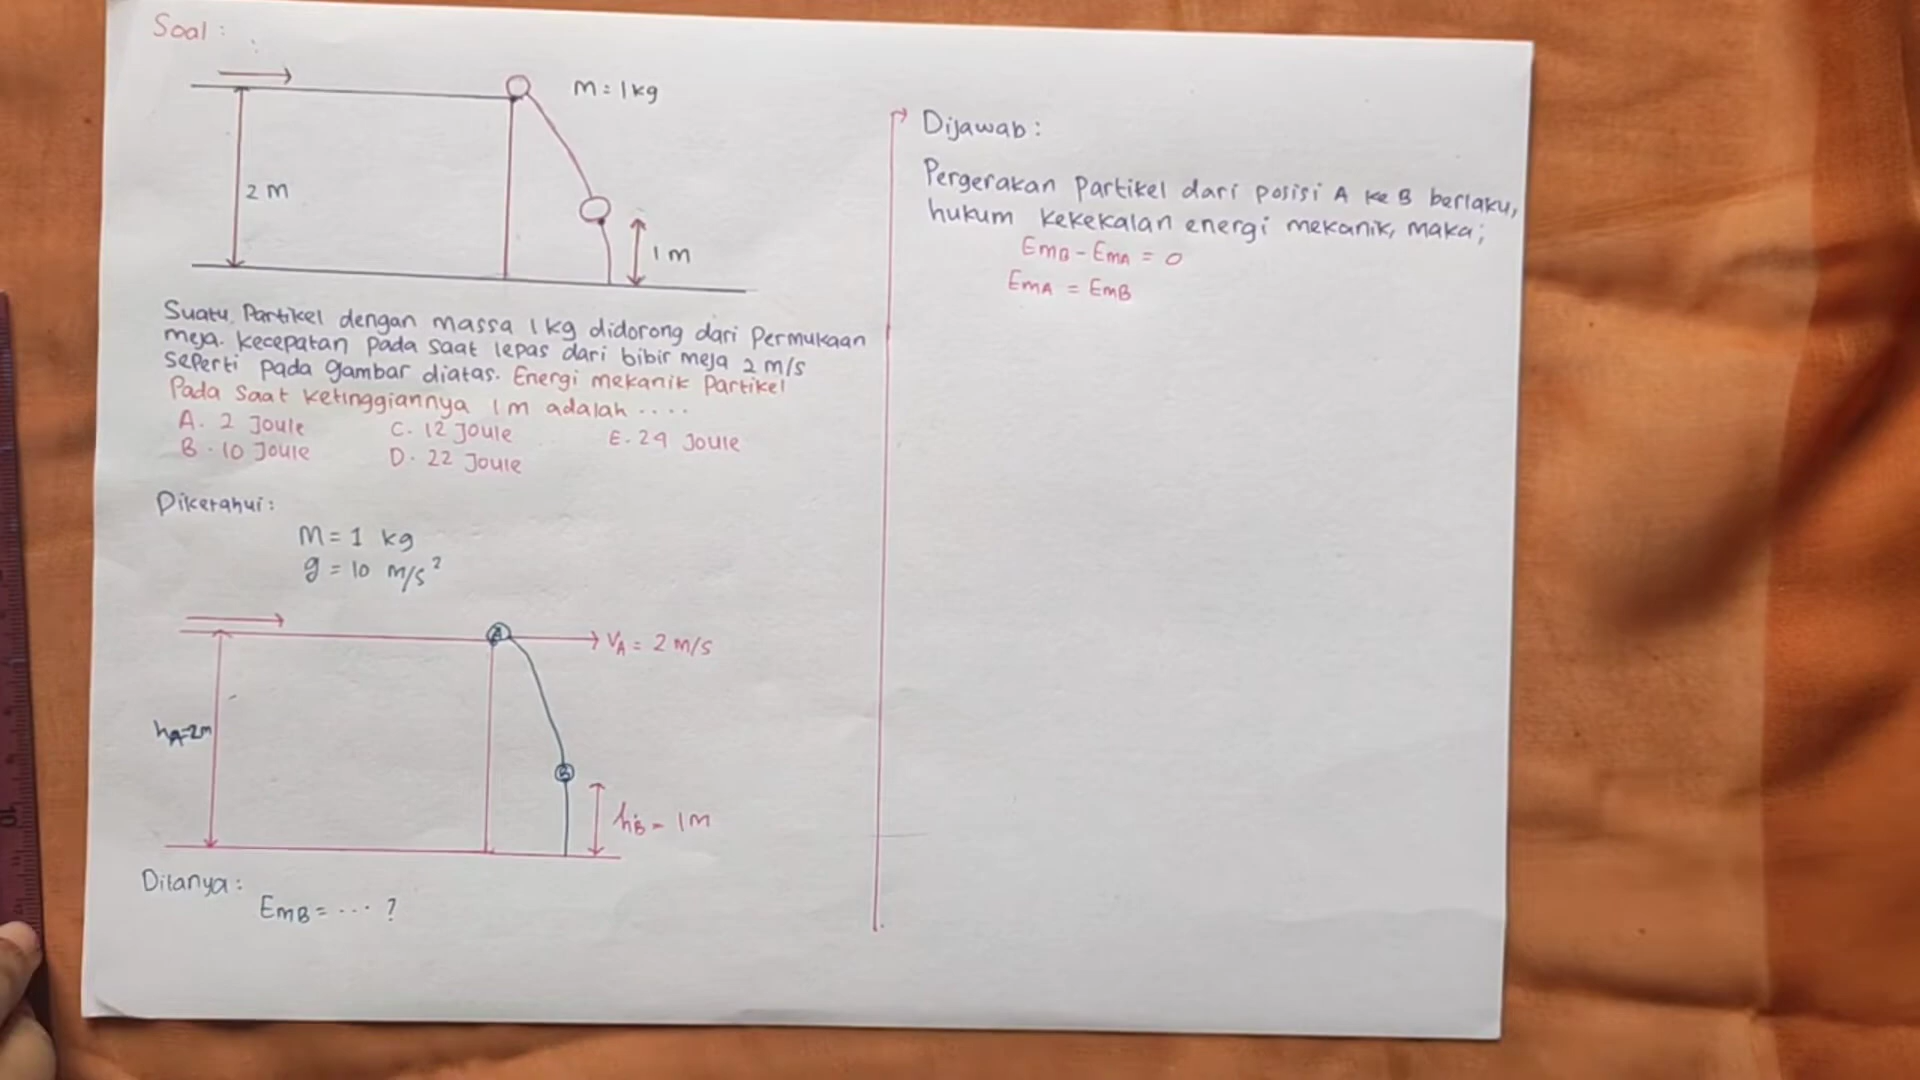 Soal :
m = 1 kg
2 m
1 m
Suatu Partikel dengan massa 1 kg didorong dari Permukaan
meja. kecepatan pada saat lepas dari bibir meja 2 m/s
seperti pada gambar diatas. Energi mekanik Partikel
Pada saat ketinggiannya 1 m adalah ....
A. 2 Joule C. 12 Joule E. 24 Joule
B. 10 Joule D. 22 Joule
Diketahui :
m = 1 kg
g = 10 m/s²
A
VA = 2 m/s
hA = 2m
B
hB = 1 m
Ditanya :
EmB = ... ?
Dijawab :
Pergerakan Partikel dari posisi A ke B berlaku,
hukum kekekalan energi mekanik, maka;
EmB - EmA = 0
EmA = EmB